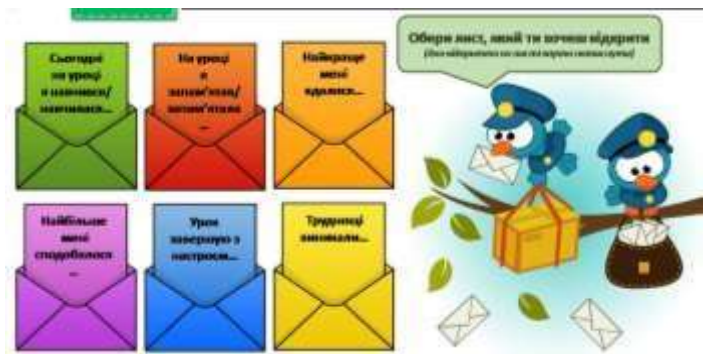 Сьогодні
на уроці
я навчився/
навчилася...
На уроці
я
запам'ятав/
запам'ятала
...
Найкраще
мені
вдалося...
Обери лист, який ти хочеш відкрити
Найбільше
мені
сподобалося
...
Урок
завершую з
настроєм...
Труднощі
виникали...